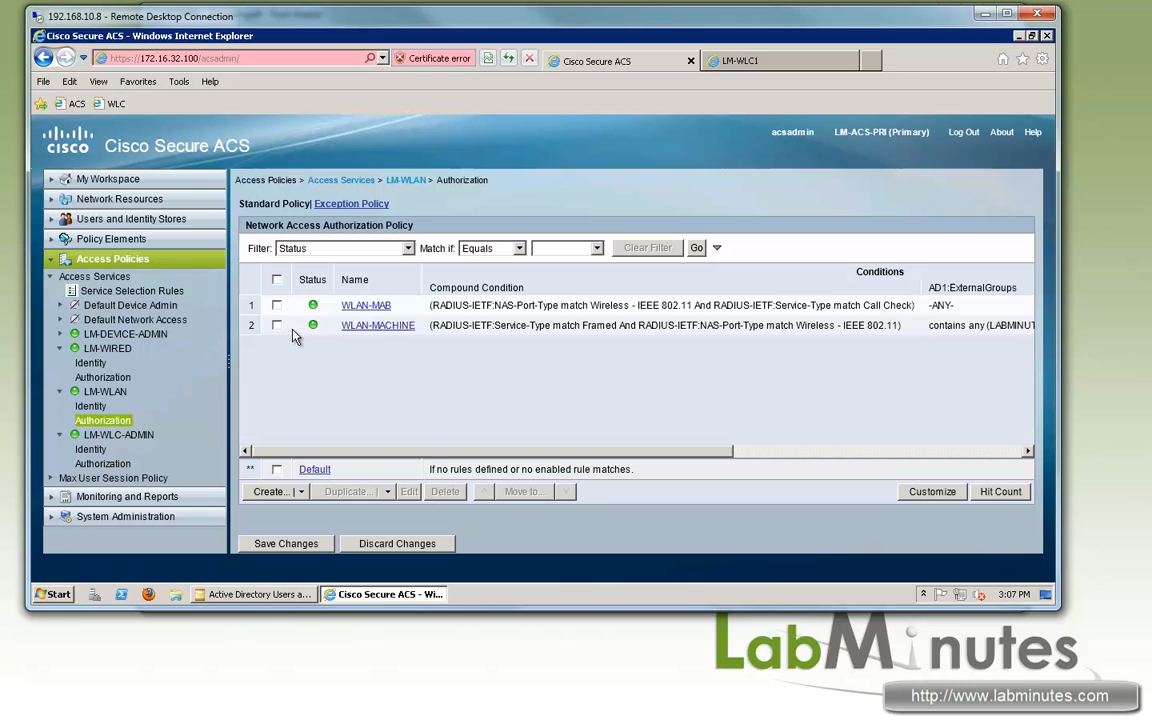 192.168.10.8 - Remote Desktop Connection
Cisco Secure ACS - Windows Internet Explorer
https://172.16.32.100/acsadmin/
Certificate error
Cisco Secure ACS
LM-WLC1
File Edit View Favorites Tools Help
ACS WLC
CISCO Cisco Secure ACS
acsadmin LM-ACS-PRI (Primary) Log Out About Help
My Workspace
Network Resources
Users and Identity Stores
Policy Elements
Access Policies
Access Services
Service Selection Rules
Default Device Admin
Default Network Access
LM-DEVICE-ADMIN
LM-WIRED
Identity
Authorization
LM-WLAN
Identity
Authorization
LM-WLC-ADMIN
Identity
Authorization
Max User Session Policy
Monitoring and Reports
System Administration
Access Policies > Access Services > LM-WLAN > Authorization
Standard Policy| Exception Policy
Network Access Authorization Policy
Filter: Status Match if: Equals Clear Filter Go
Status Name Conditions
Compound Condition AD1:ExternalGroups
1 WLAN-MAB (RADIUS-IETF:NAS-Port-Type match Wireless - IEEE 802.11 And RADIUS-IETF:Service-Type match Call Check) -ANY-
2 WLAN-MACHINE (RADIUS-IETF:Service-Type match Framed And RADIUS-IETF:NAS-Port-Type match Wireless - IEEE 802.11) contains any (LABMINUT
** Default If no rules defined or no enabled rule matches.
Create... | Duplicate... | Edit Delete Move to... Customize Hit Count
Save Changes Discard Changes
Start Active Directory Users a... Cisco Secure ACS - Wi... 3:07 PM
LabMinutes
http://www.labminutes.com